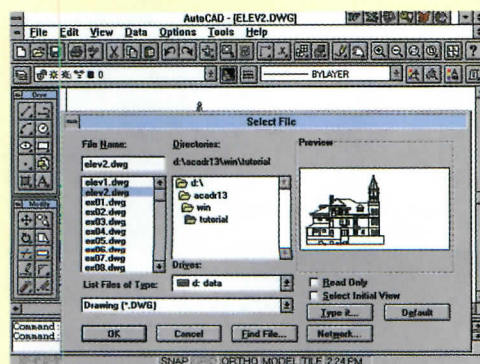 AutoCAD - [ELEV2.DWG]
File Edit View Data Options Tools Help
0
BYLAYER
Draw
Select File
File Name:
Directories:
Preview
elev2.dwg
d:\acadr13\win\tutorial
elev1.dwg
elev2.dwg
ex01.dwg
ex02.dwg
ex03.dwg
ex04.dwg
ex05.dwg
ex06.dwg
ex07.dwg
ex08.dwg
d:\
acadr13
win
tutorial
Modify
List Files of Type:
Drives:
Drawing (*.DWG)
d: data
Read Only
Select Initial View
Type it...
Default
OK
Cancel
Find File...
Network...
Command:
Command:
SNAP GRID ORTHO MODEL TILE 2:24 PM